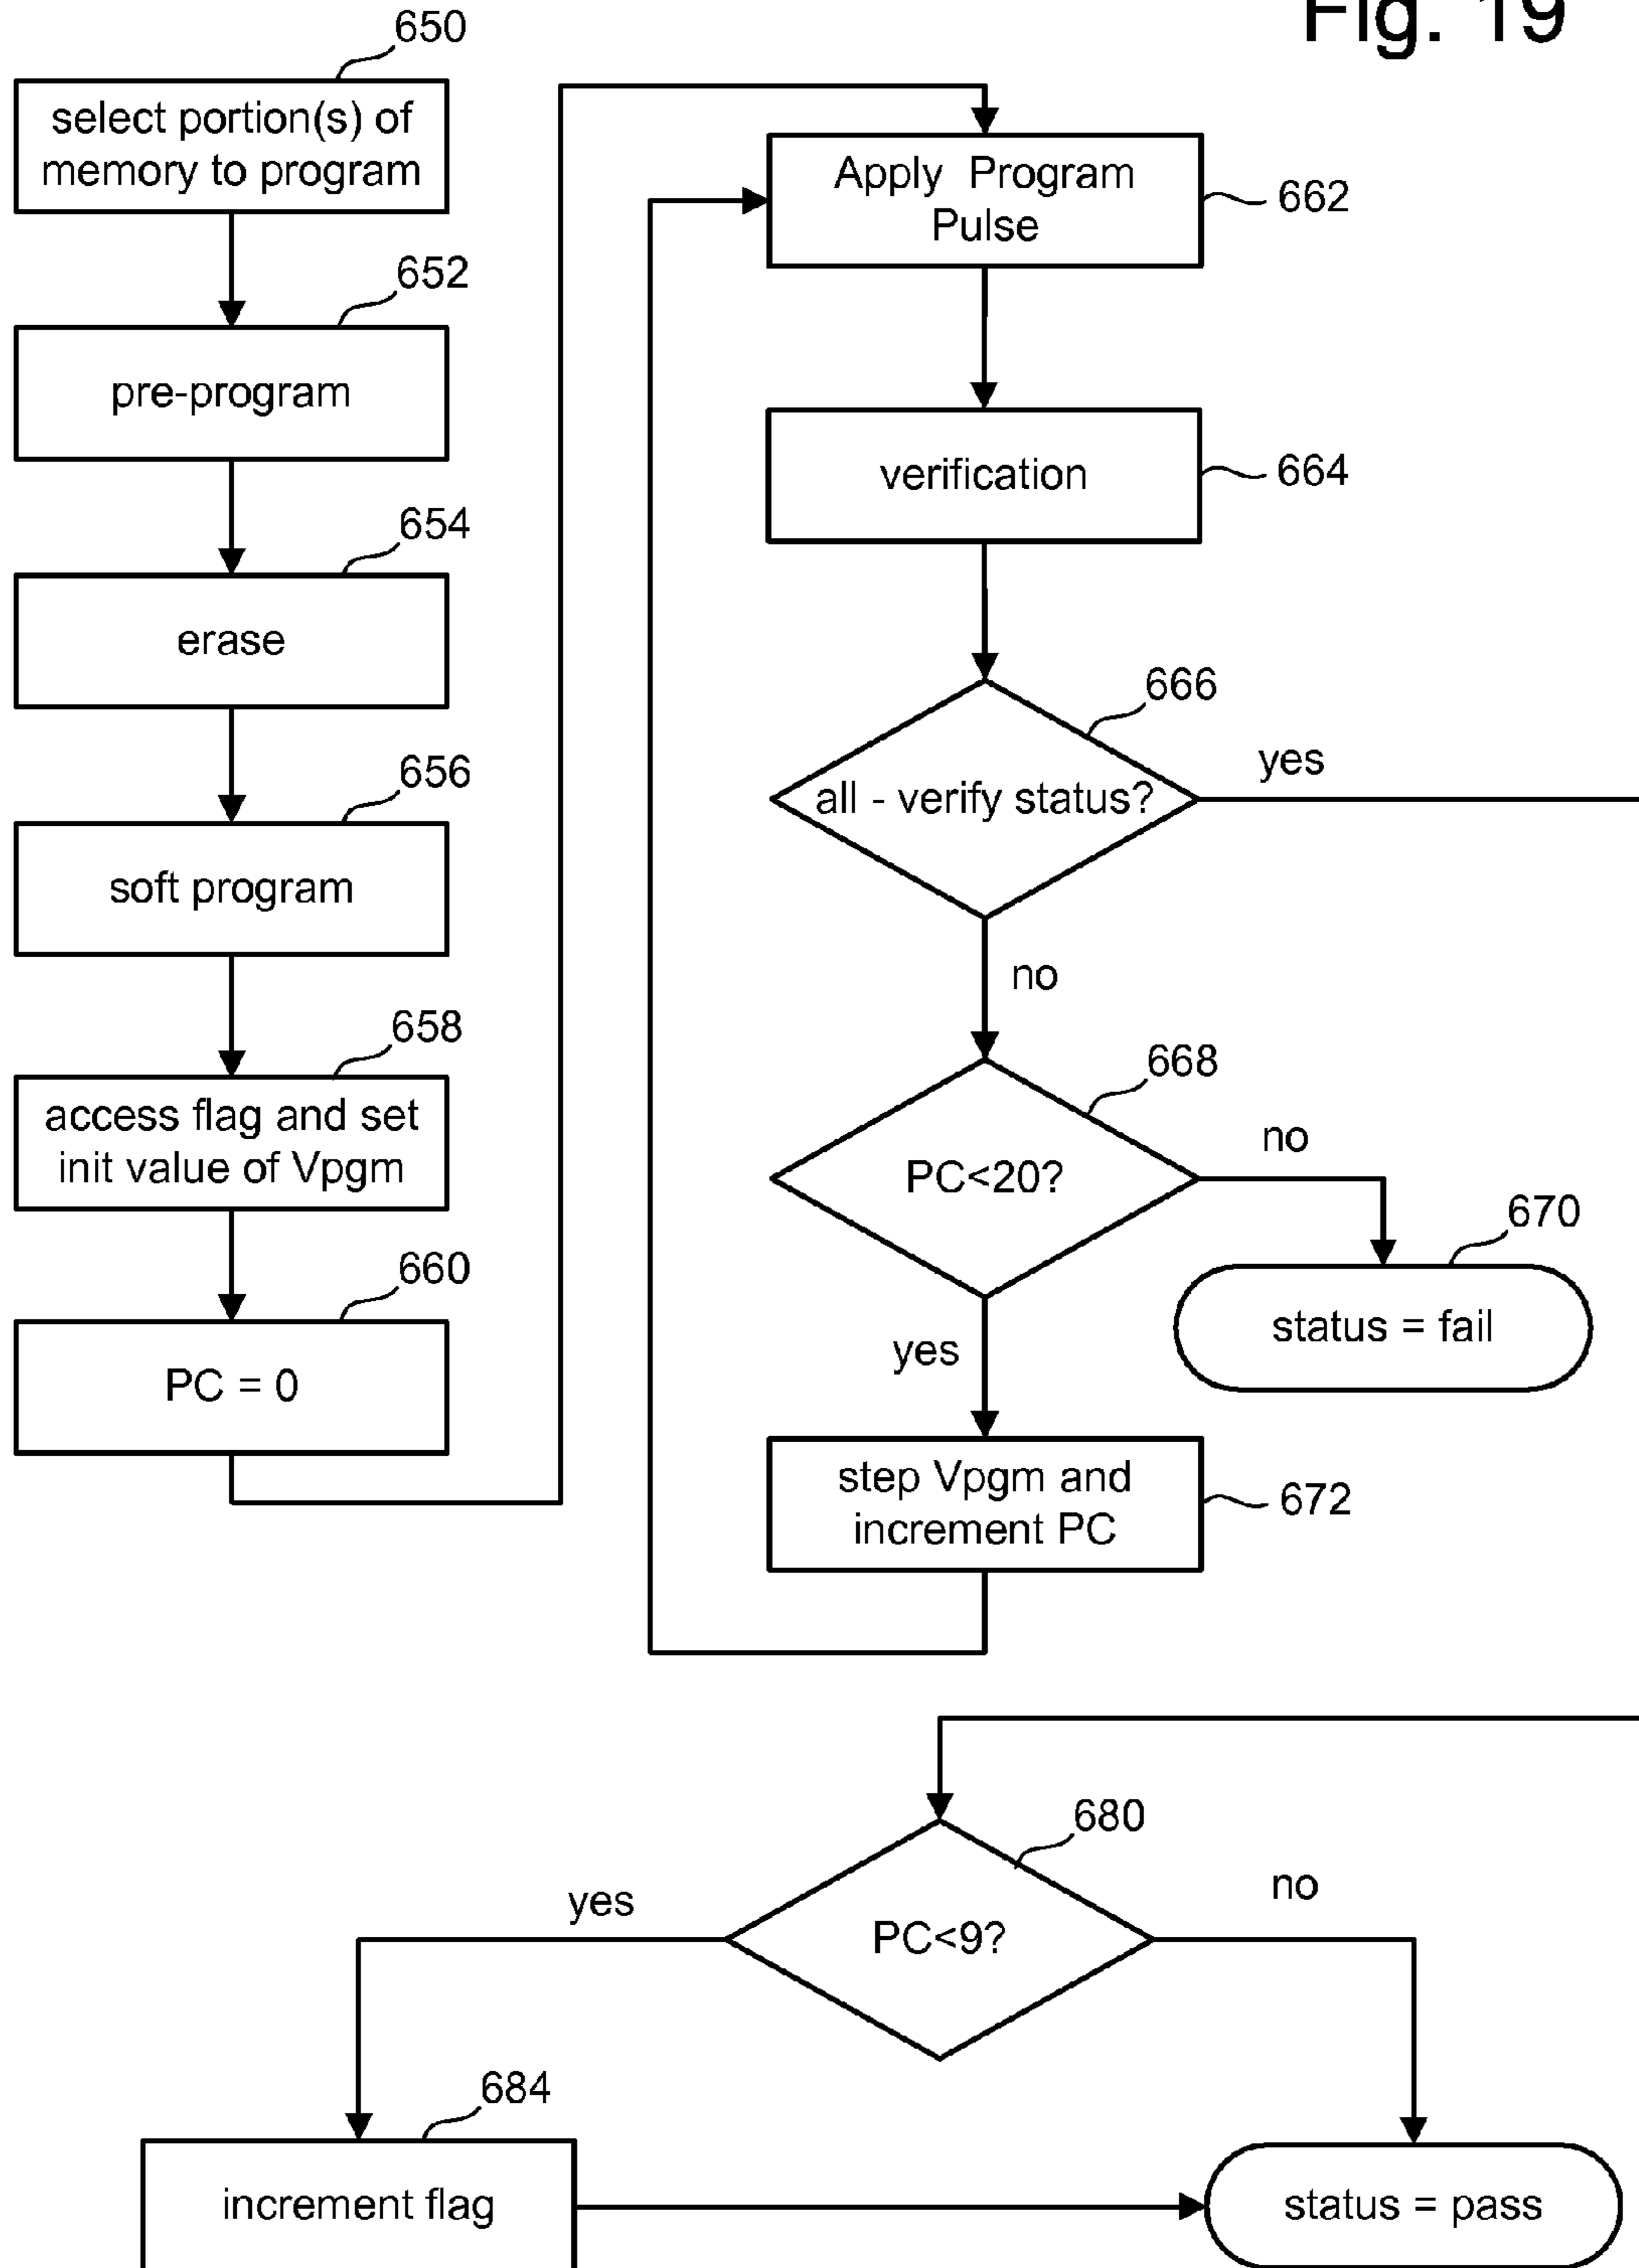 Fig. 19
650
select portion(s) of
memory to program
652
pre-program
654
erase
656
soft program
658
access flag and set
init value of Vpgm
660
PC = 0
Apply Program
Pulse
662
verification
664
666
all - verify status?
yes
no
668
PC<20?
no
670
status = fail
yes
step Vpgm and
increment PC
672
680
PC<9?
yes
no
684
increment flag
status = pass